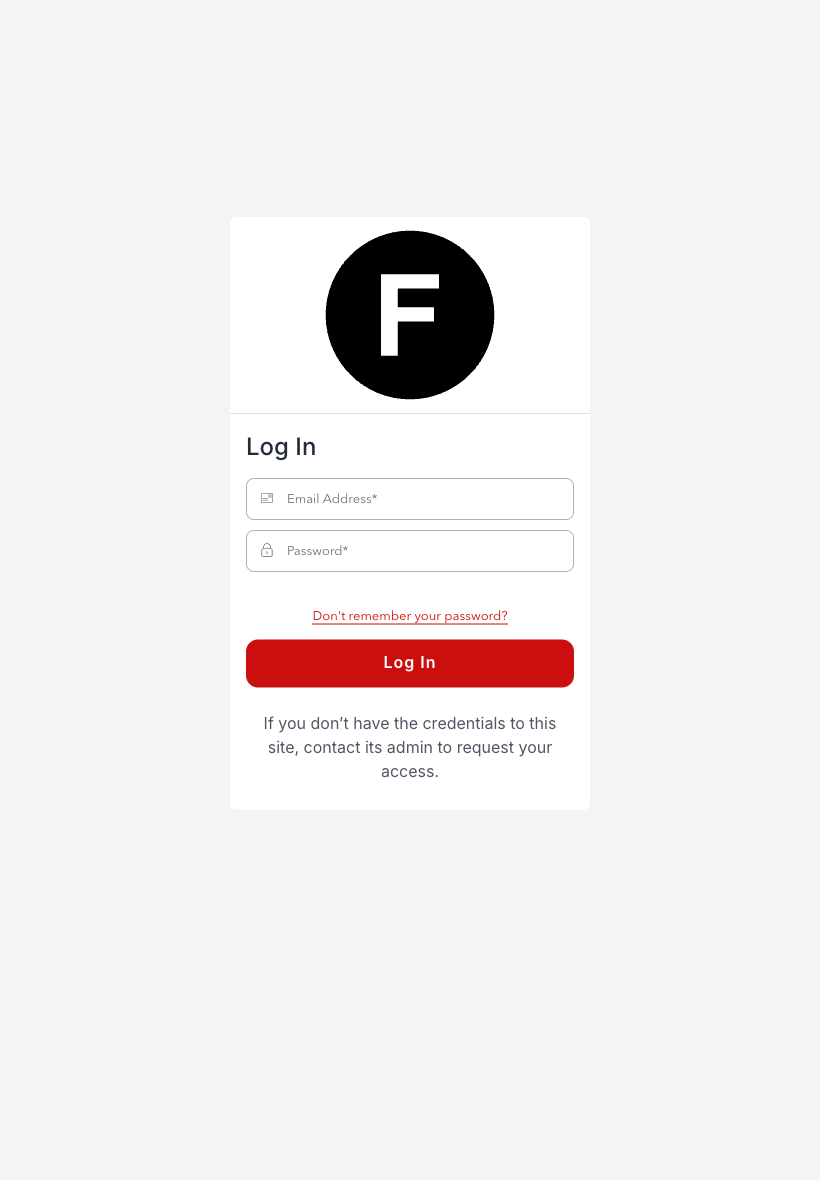 F
Log In
Email Address*
Password*
Don't remember your password?
Log In
If you don’t have the credentials to this
site, contact its admin to request your
access.